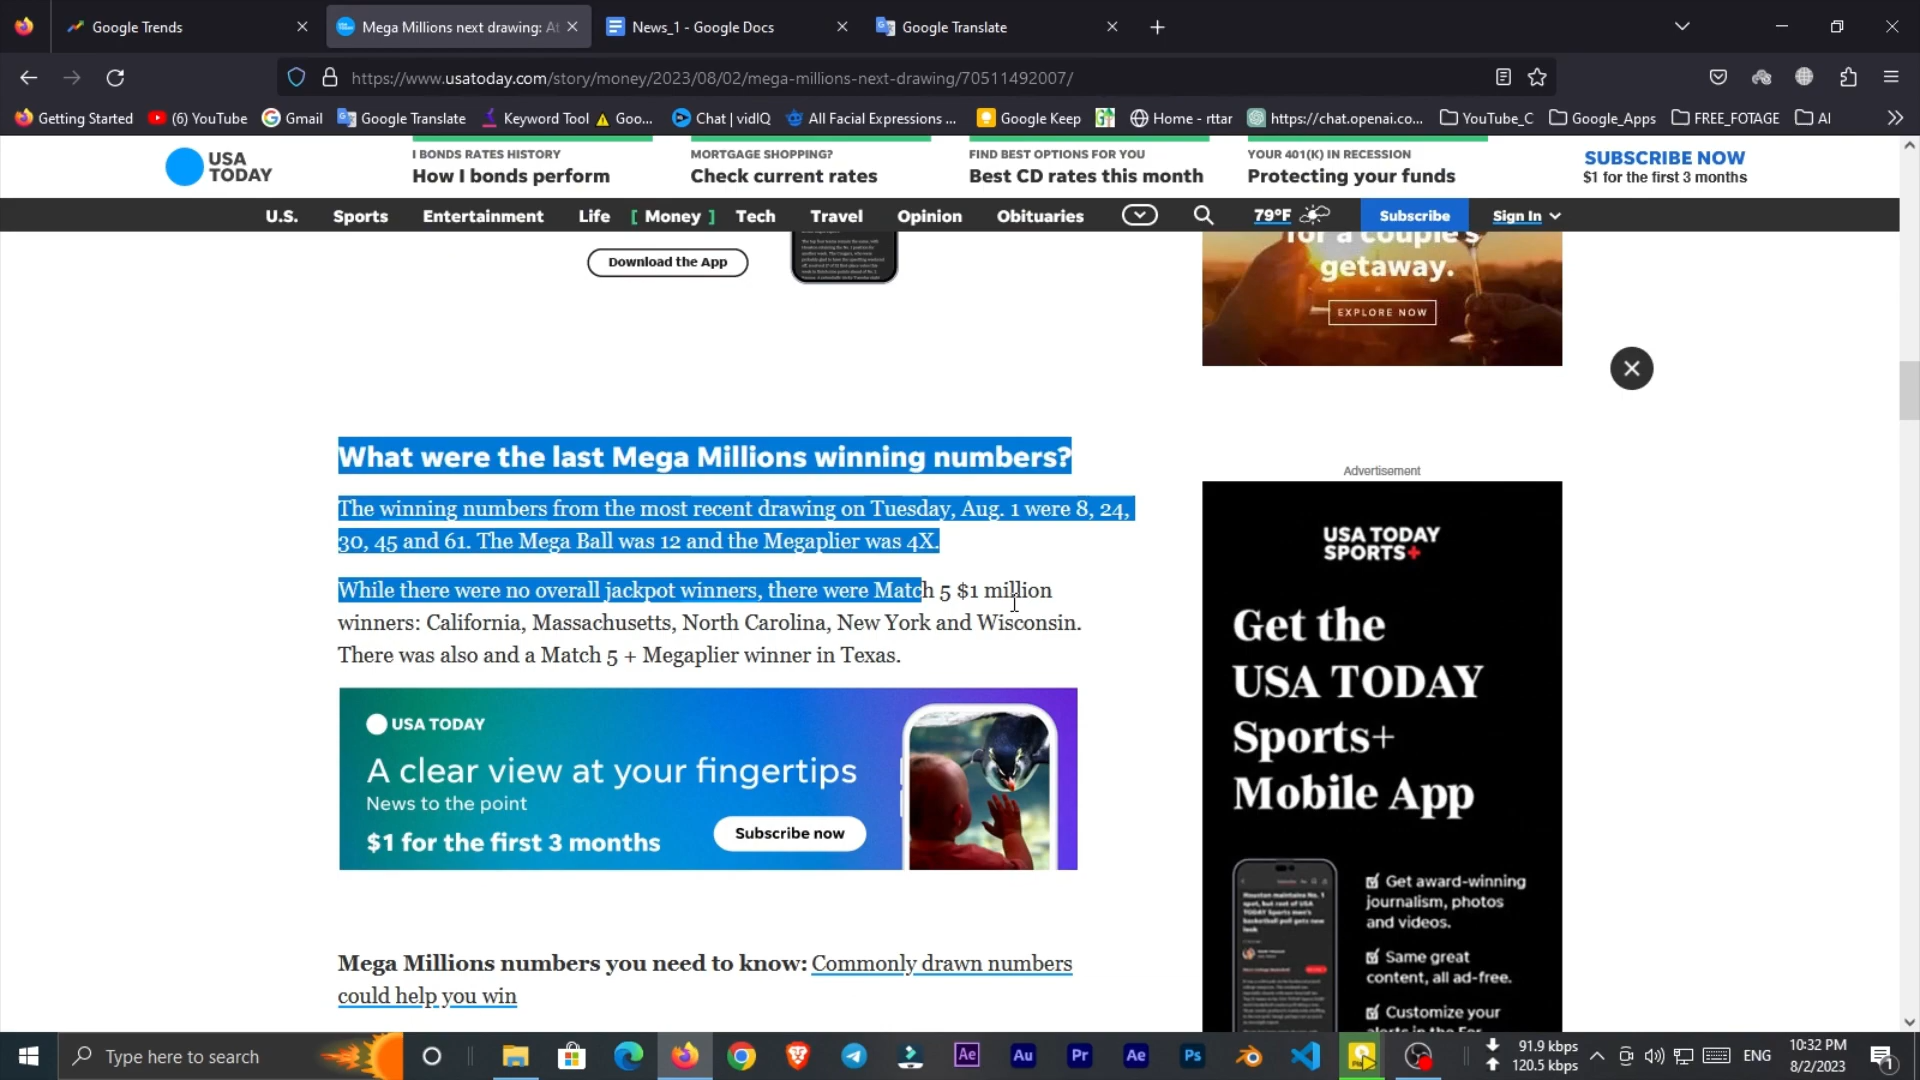 Google Trends
Mega Millions next drawing: At
News_1 - Google Docs
Google Translate
https://www.usatoday.com/story/money/2023/08/02/mega-millions-next-drawing/70511492007/
Getting Started
(6) YouTube
Gmail
Google Translate
Keyword Tool
Goo...
Chat | vidIQ
All Facial Expressions ...
Google Keep
Home - rttar
https://chat.openai.co...
YouTube_C
Google_Apps
FREE_FOTAGE
AI
USA
TODAY
I BONDS RATES HISTORY
How I bonds perform
MORTGAGE SHOPPING?
Check current rates
FIND BEST OPTIONS FOR YOU
Best CD rates this month
YOUR 401(K) IN RECESSION
Protecting your funds
SUBSCRIBE NOW
$1 for the first 3 months
U.S.
Sports
Entertainment
Life
[ Money ]
Tech
Travel
Opinion
Obituaries
79°F
Subscribe
Sign In
Download the App
for a couple's
getaway.
EXPLORE NOW
What were the last Mega Millions winning numbers?
The winning numbers from the most recent drawing on Tuesday, Aug. 1 were 8, 24,
30, 45 and 61. The Mega Ball was 12 and the Megaplier was 4X.
While there were no overall jackpot winners, there were Match 5 $1 million
winners: California, Massachusetts, North Carolina, New York and Wisconsin.
There was also and a Match 5 + Megaplier winner in Texas.
USA TODAY
A clear view at your fingertips
News to the point
$1 for the first 3 months
Subscribe now
Mega Millions numbers you need to know: Commonly drawn numbers
could help you win
Advertisement
USA TODAY
SPORTS+
Get the
USA TODAY
Sports+
Mobile App
Get award-winning
journalism, photos
and videos.
Same great
content, all ad-free.
Customize your
alerts in the For
Type here to search
Ae
Au
Pr
Ae
Ps
91.9 kbps
120.5 kbps
ENG
10:32 PM
8/2/2023
1